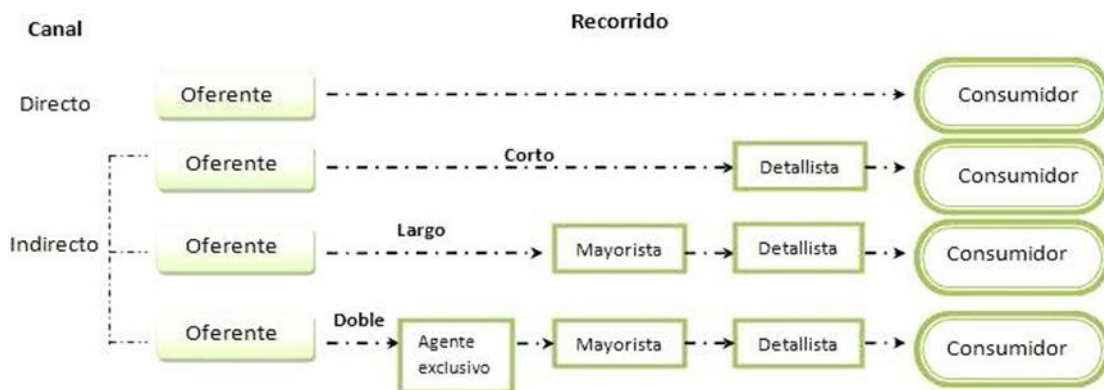 Canal
Recorrido
Directo
Oferente
Consumidor
Indirecto
Oferente
Corto
Detallista
Consumidor
Oferente
Largo
Mayorista
Detallista
Consumidor
Oferente
Doble
Agente
exclusivo
Mayorista
Detallista
Consumidor